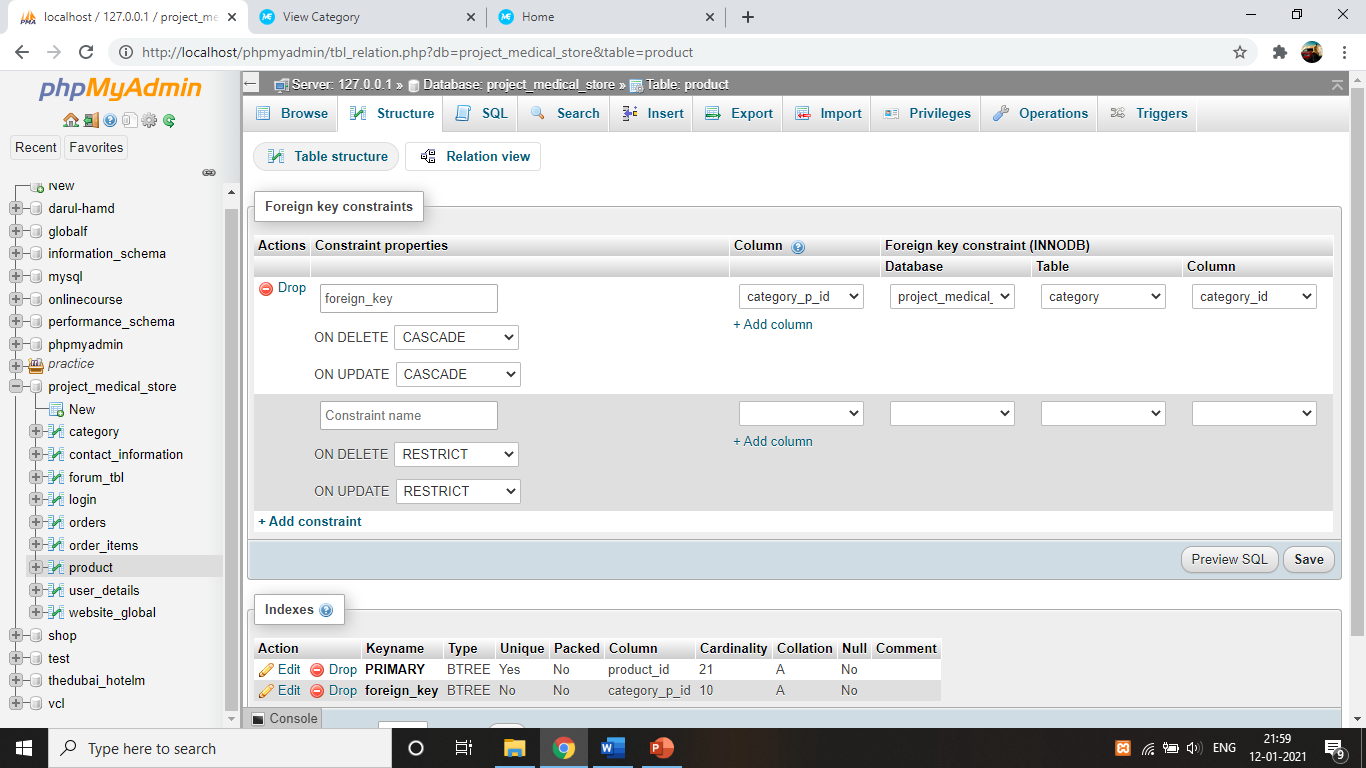 localhost / 127.0.0.1 / project_me
View Category
Home
http://localhost/phpmyadmin/tbl_relation.php?db=project_medical_store&table=product
phpMyAdmin
Recent
Favorites
New
darul-hamd
globalf
information_schema
mysql
onlinecourse
performance_schema
phpmyadmin
practice
project_medical_store
New
category
contact_information
forum_tbl
login
orders
order_items
product
user_details
website_global
shop
test
thedubai_hotelm
vcl
Server: 127.0.0.1 » Database: project_medical_store » Table: product
Browse Structure SQL Search Insert Export Import Privileges Operations Triggers
Table structure Relation view
Foreign key constraints
Actions Constraint properties Column Foreign key constraint (INNODB)
Database Table Column
Drop foreign_key category_p_id project_medical_ category category_id
+ Add column
ON DELETE CASCADE
ON UPDATE CASCADE
Constraint name
+ Add column
ON DELETE RESTRICT
ON UPDATE RESTRICT
+ Add constraint
Preview SQL Save
Indexes
Action Keyname Type Unique Packed Column Cardinality Collation Null Comment
Edit Drop PRIMARY BTREE Yes No product_id 21 A No
Edit Drop foreign_key BTREE No No category_p_id 10 A No
Console
Type here to search
ENG
21:59
12-01-2021
9